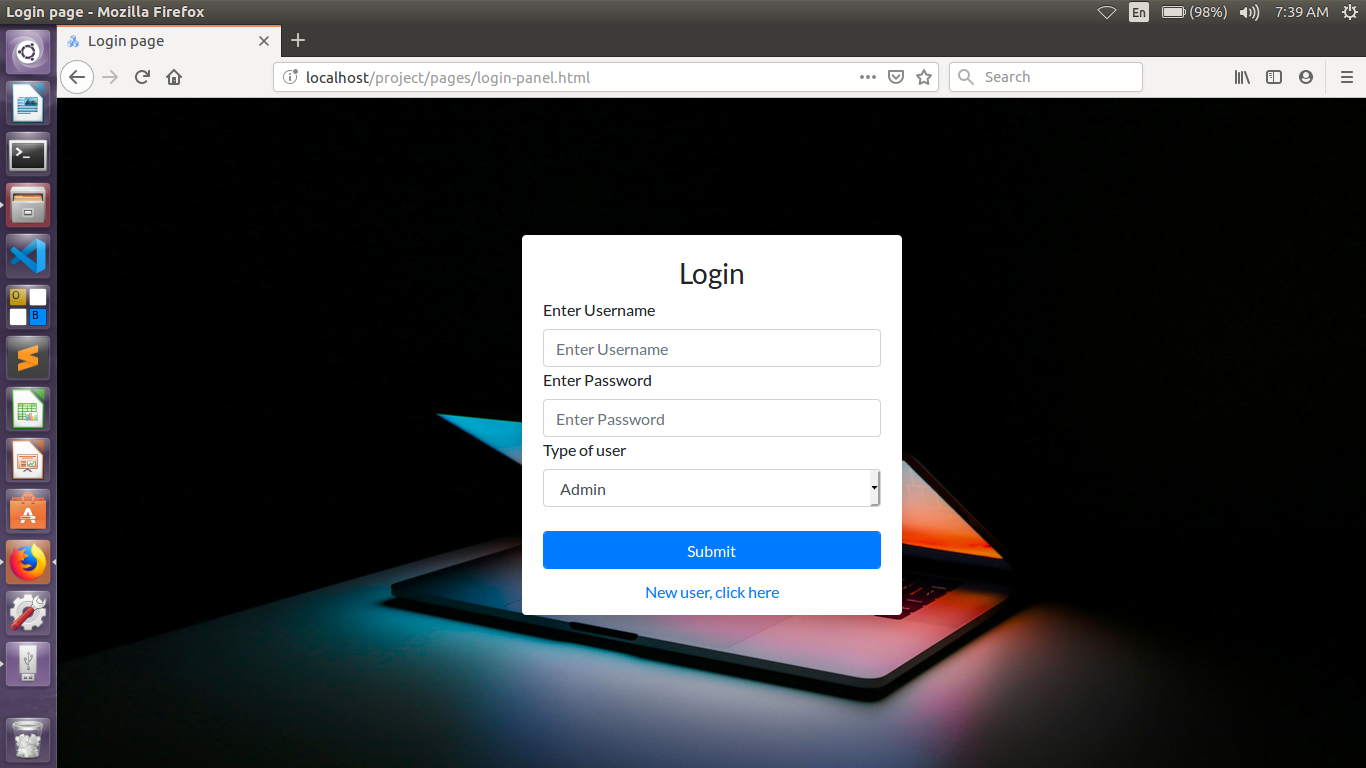 Login page - Mozilla Firefox
En
(98%)
7:39 AM
Login page
localhost/project/pages/login-panel.html
Search
O
B
Login
Enter Username
Enter Username
Enter Password
Enter Password
Type of user
Admin
Submit
New user, click here